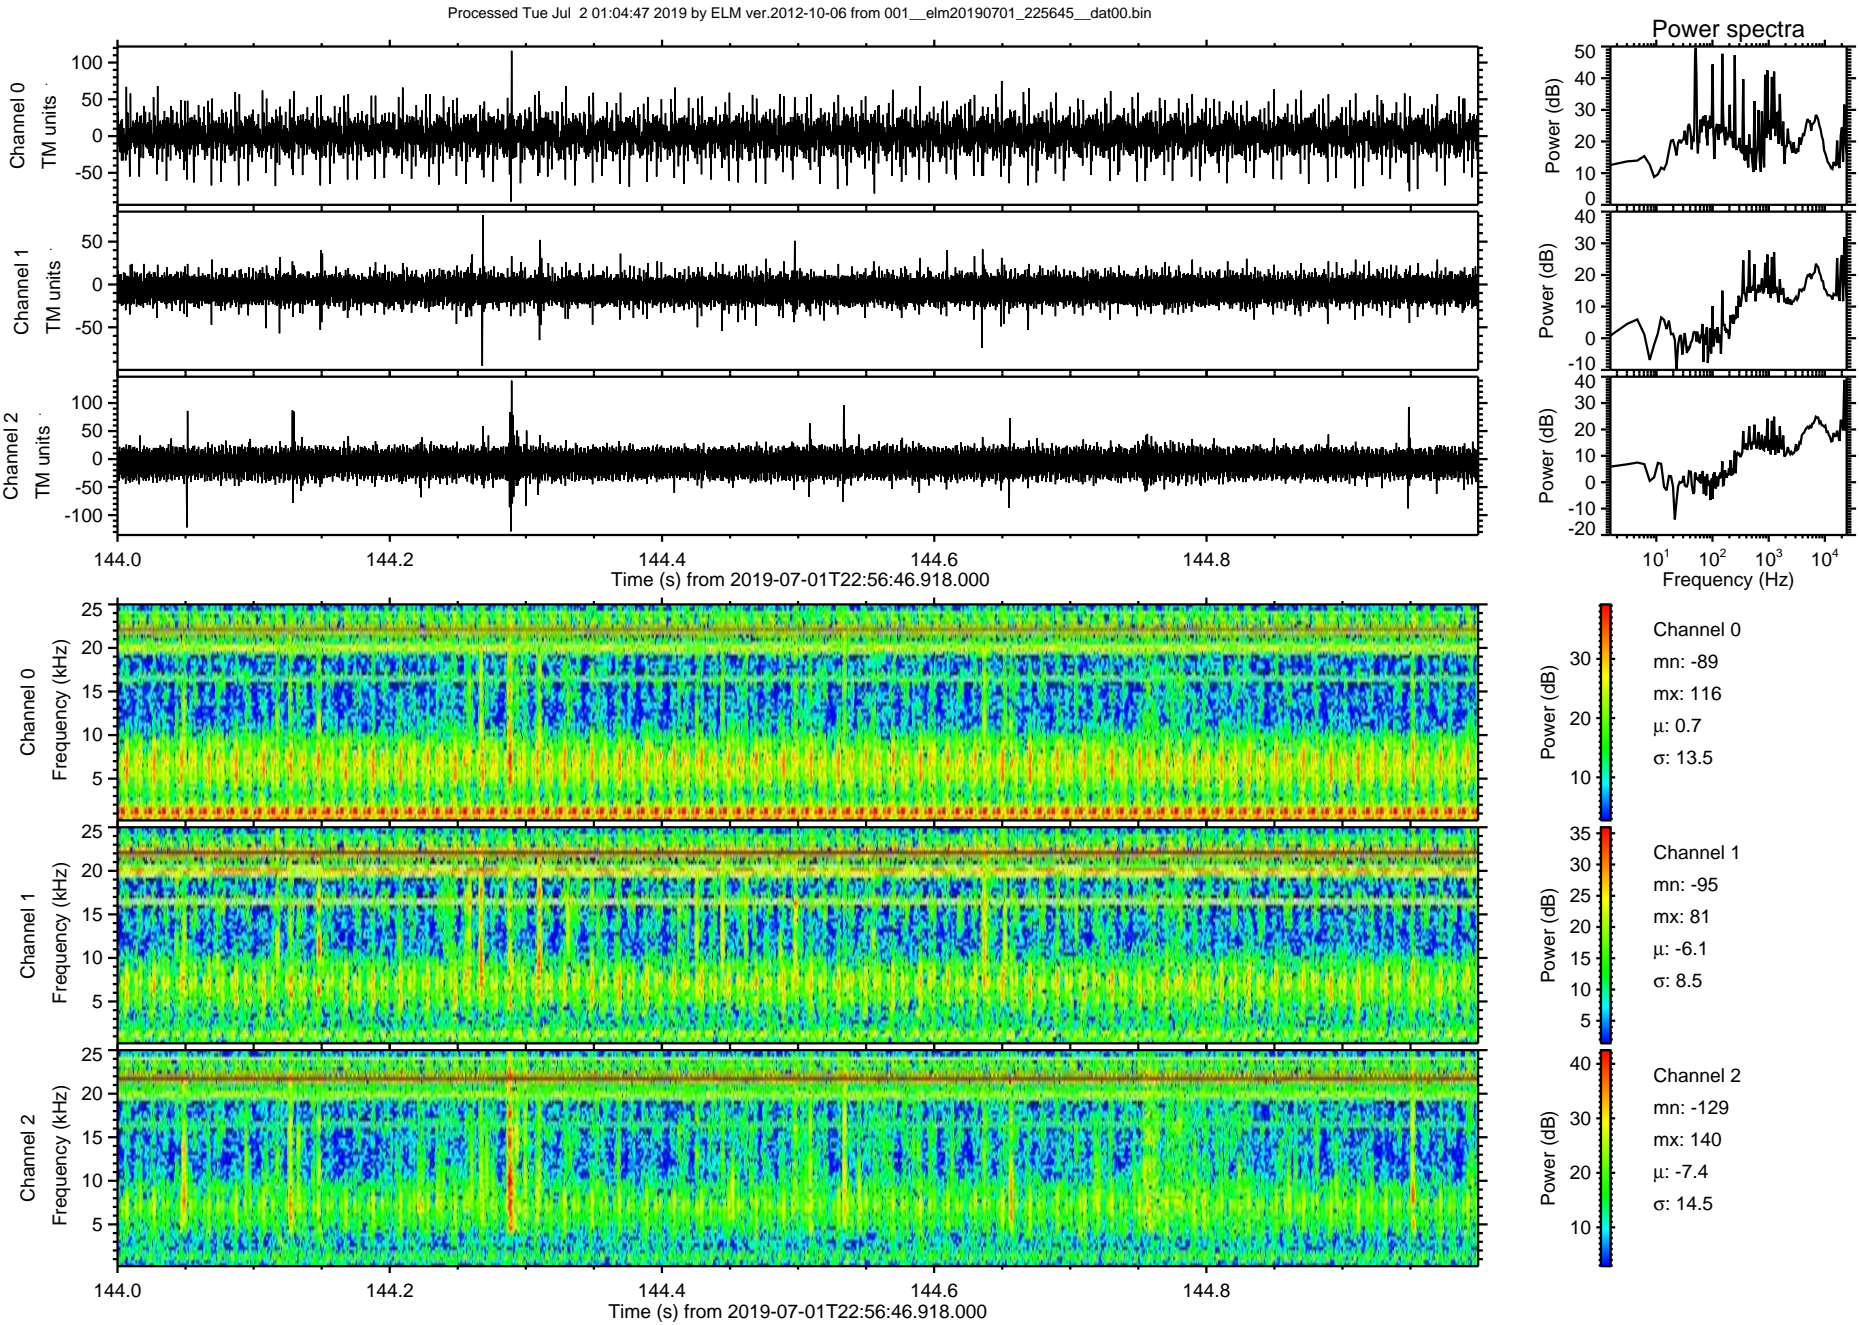 Processed Tue Jul  2 01:04:47 2019 by ELM ver.2012-10-06 from 001__elm20190701_225645__dat00.bin
Power spectra
Channel 0
TM units
100
50
0
-50
Power (dB)
50
40
30
20
10
0
Channel 1
TM units
50
0
-50
Power (dB)
40
30
20
10
0
-10
Channel 2
TM units
100
50
0
-50
-100
Power (dB)
40
30
20
10
0
-10
-20
144.0 144.2 144.4 144.6 144.8
Time (s) from 2019-07-01T22:56:46.918.000
10^1 10^2 10^3 10^4
Frequency (Hz)
Channel 0
Frequency (kHz)
25
20
15
10
5
Power (dB)
30
20
10
Channel 0
mn: -89
mx: 116
μ: 0.7
σ: 13.5
Channel 1
Frequency (kHz)
25
20
15
10
5
Power (dB)
35
30
25
20
15
10
5
Channel 1
mn: -95
mx: 81
μ: -6.1
σ: 8.5
Channel 2
Frequency (kHz)
25
20
15
10
5
Power (dB)
40
30
20
10
Channel 2
mn: -129
mx: 140
μ: -7.4
σ: 14.5
144.0 144.2 144.4 144.6 144.8
Time (s) from 2019-07-01T22:56:46.918.000